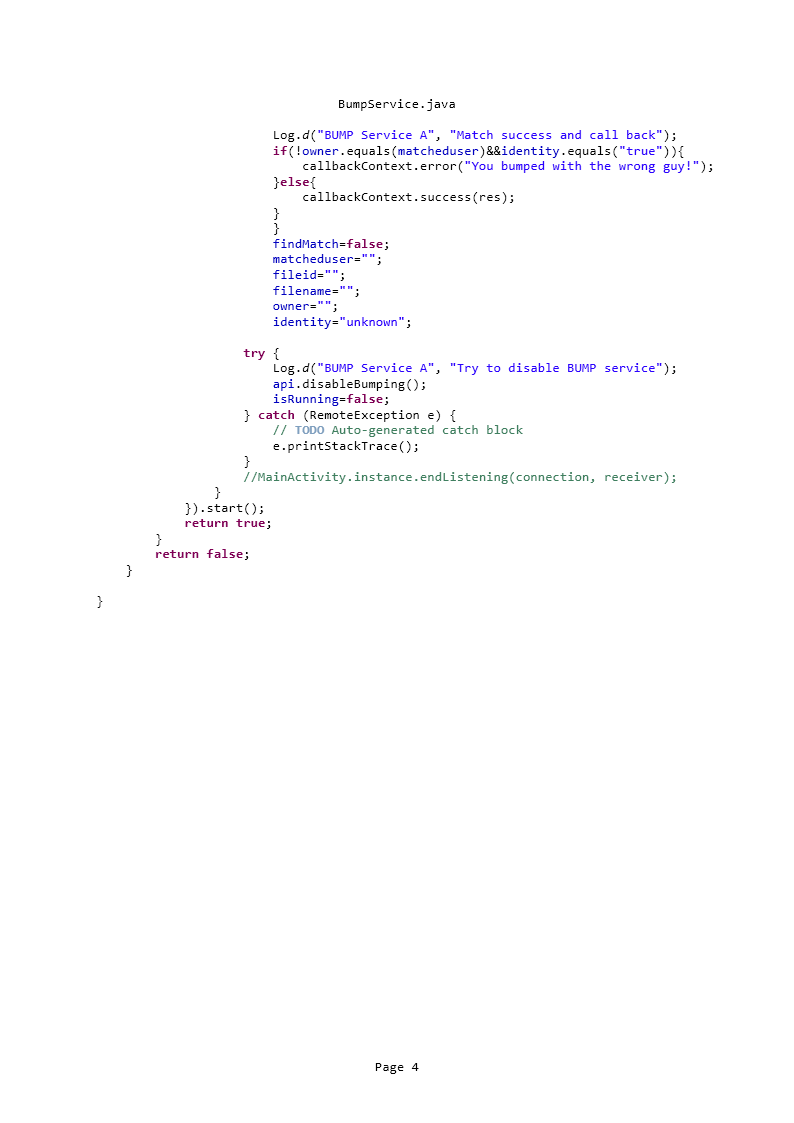 BumpService.java
Log.d("BUMP Service A", "Match success and call back");
if(!owner.equals(matcheduser)&&identity.equals("true")){
callbackContext.error("You bumped with the wrong guy!");
}else{
callbackContext.success(res);
}
}
findMatch=false;
matcheduser="";
fileid="";
filename="";
owner="";
identity="unknown";
try {
Log.d("BUMP Service A", "Try to disable BUMP service");
api.disableBumping();
isRunning=false;
} catch (RemoteException e) {
// TODO Auto-generated catch block
e.printStackTrace();
}
//MainActivity.instance.endListening(connection, receiver);
}
}).start();
return true;
}
return false;
}
}
Page 4